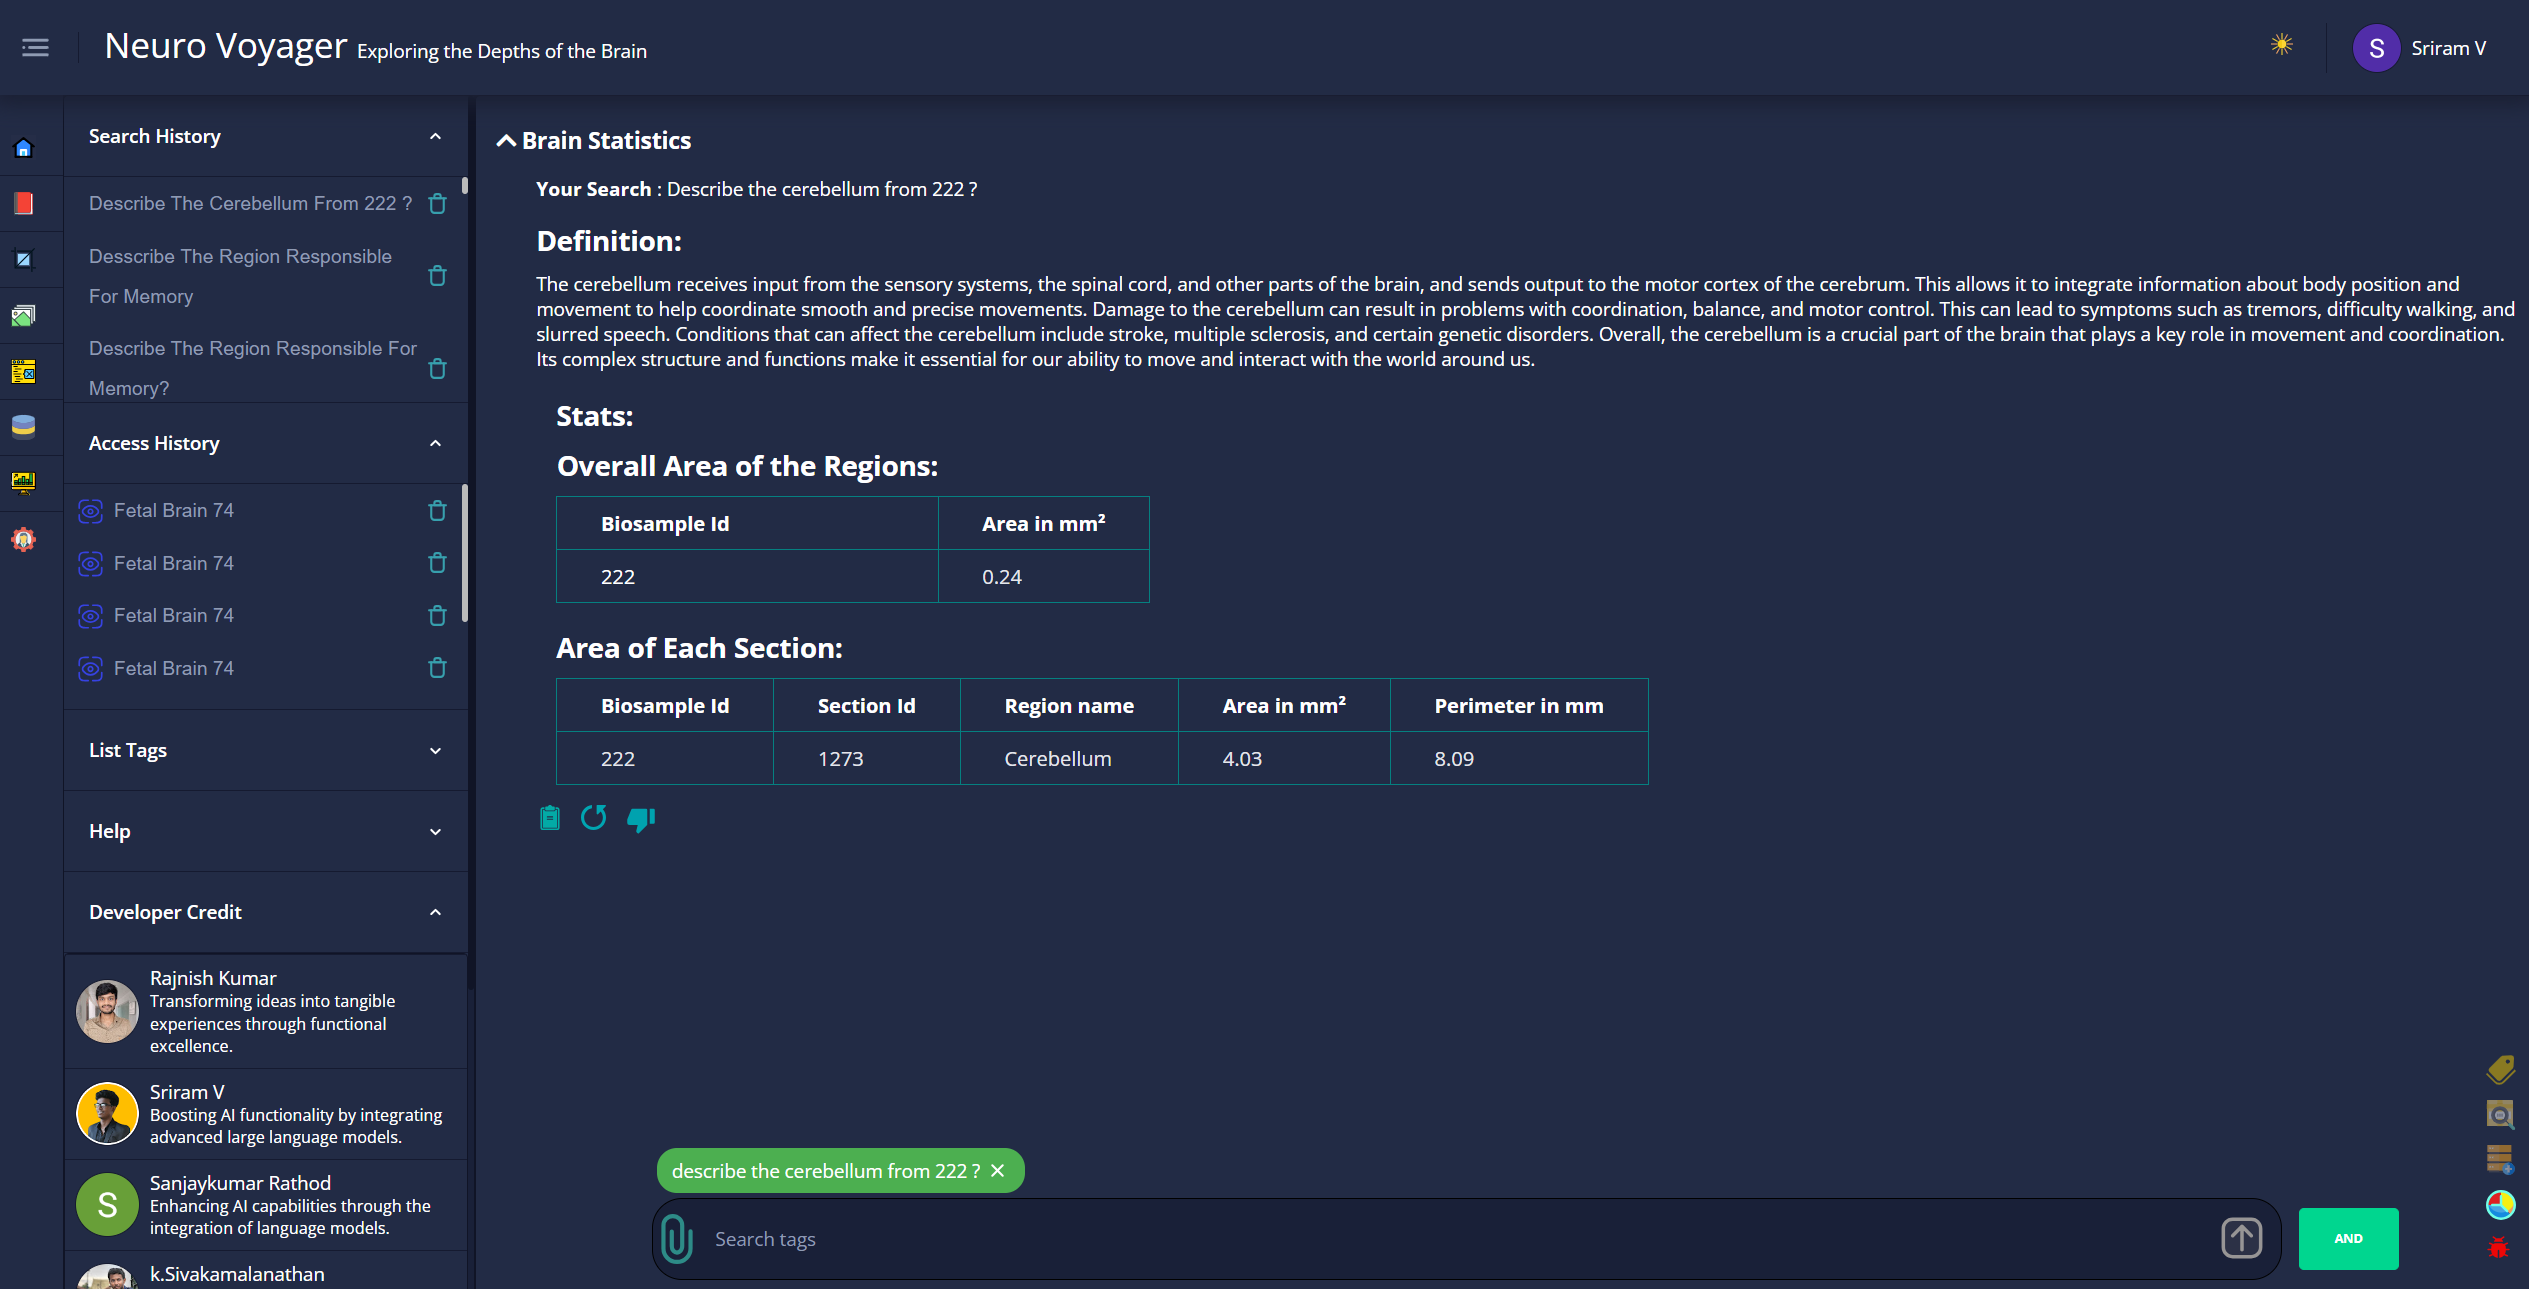 Neuro Voyager Exploring the Depths of the Brain
S Sriram V
Search History
Describe The Cerebellum From 222 ?
Desscribe The Region Responsible
For Memory
Describe The Region Responsible For
Memory?
Access History
Fetal Brain 74
Fetal Brain 74
Fetal Brain 74
Fetal Brain 74
List Tags
Help
Developer Credit
Rajnish Kumar
Transforming ideas into tangible
experiences through functional
excellence.
Sriram V
Boosting AI functionality by integrating
advanced large language models.
S
Sanjaykumar Rathod
Enhancing AI capabilities through the
integration of language models.
k.Sivakamalanathan
Brain Statistics
Your Search : Describe the cerebellum from 222 ?
Definition:
The cerebellum receives input from the sensory systems, the spinal cord, and other parts of the brain, and sends output to the motor cortex of the cerebrum. This allows it to integrate information about body position and
movement to help coordinate smooth and precise movements. Damage to the cerebellum can result in problems with coordination, balance, and motor control. This can lead to symptoms such as tremors, difficulty walking, and
slurred speech. Conditions that can affect the cerebellum include stroke, multiple sclerosis, and certain genetic disorders. Overall, the cerebellum is a crucial part of the brain that plays a key role in movement and coordination.
Its complex structure and functions make it essential for our ability to move and interact with the world around us.
Stats:
Overall Area of the Regions:
Biosample Id Area in mm²
222 0.24
Area of Each Section:
Biosample Id Section Id Region name Area in mm² Perimeter in mm
222 1273 Cerebellum 4.03 8.09
describe the cerebellum from 222 ? ✕
Search tags
AND